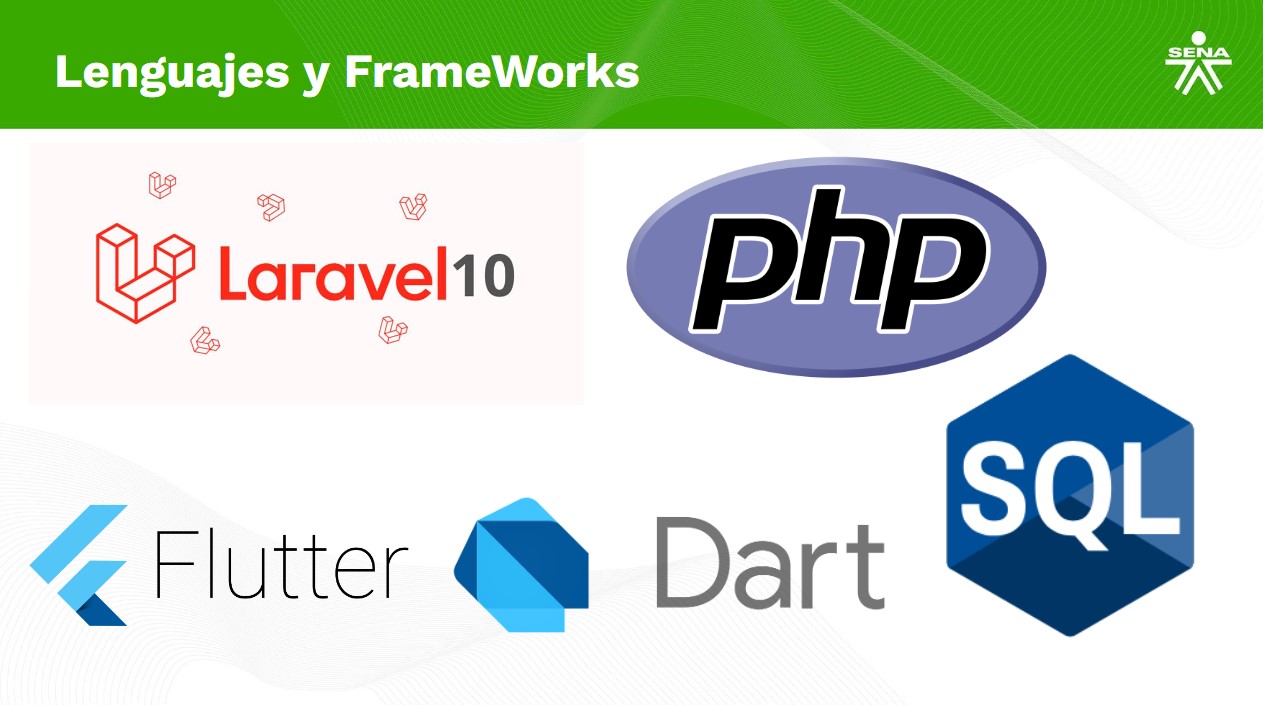 Lenguajes y FrameWorks
SENA
Laravel10
php
SQL
Flutter
Dart